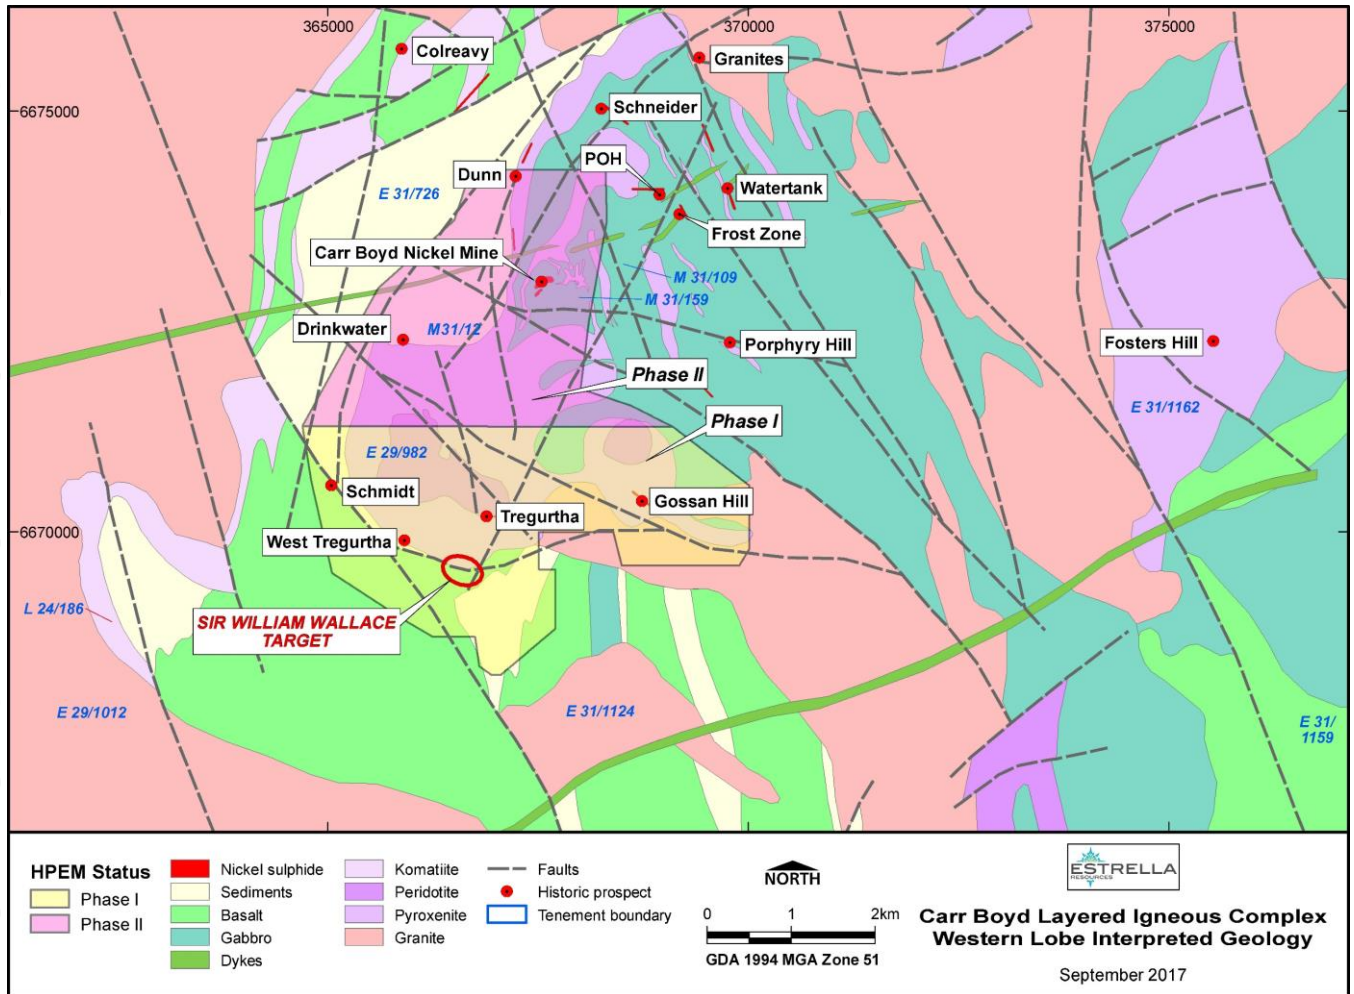 365000
370000
375000
Colreavy
Granites
6675000
Schneider
POH
Dunn
E 31/726
Watertank
Frost Zone
Carr Boyd Nickel Mine
M 31/109
M 31/159
Drinkwater
M31/12
Porphyry Hill
Fosters Hill
Phase II
E 31/1162
Phase I
E 29/982
Schmidt
Gossan Hill
Tregurtha
6670000
West Tregurtha
L 24/186
SIR WILLIAM WALLACE
TARGET
E 29/1012
E 31/1124
E 31/
1159
HPEM Status
Phase I
Phase II
Nickel sulphide
Sediments
Basalt
Gabbro
Dykes
Komatiite
Peridotite
Pyroxenite
Granite
Faults
Historic prospect
Tenement boundary
NORTH
0 1 2km
GDA 1994 MGA Zone 51
ESTRELLA
RESOURCES
Carr Boyd Layered Igneous Complex
Western Lobe Interpreted Geology
September 2017